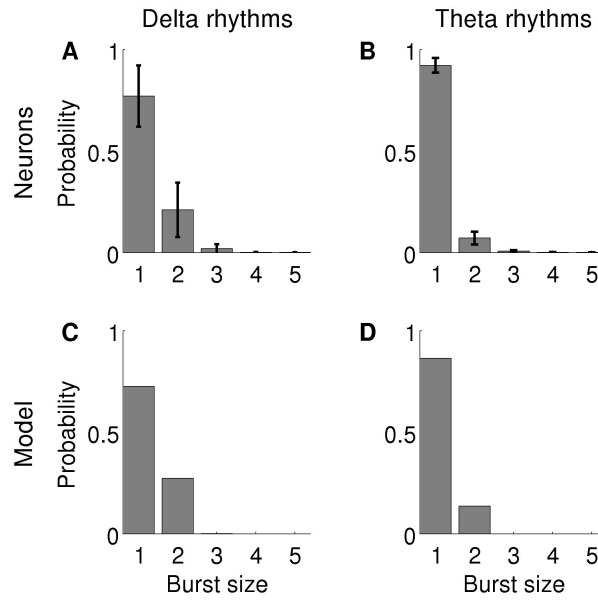 Delta rhythms
Theta rhythms
A
B
Neurons
Probability
1
0.5
0
1 2 3 4 5
1
0.5
0
1 2 3 4 5
C
D
Model
Probability
1
0.5
0
1 2 3 4 5
Burst size
1
0.5
0
1 2 3 4 5
Burst size